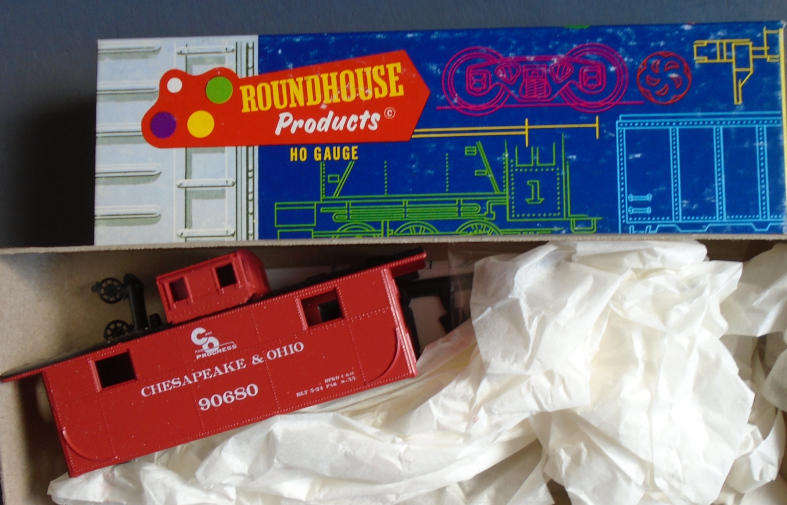 ROUNDHOUSE
Products©
HO GAUGE
1
C&O
PROGRESS
CHESAPEAKE & OHIO
90680